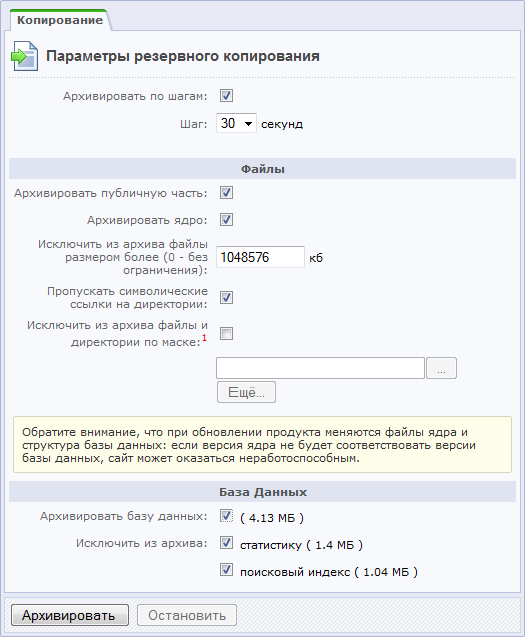 Копирование
Параметры резервного копирования
Архивировать по шагам:
Шаг: 30 секунд
Файлы
Архивировать публичную часть:
Архивировать ядро:
Исключить из архива файлы
размером более (0 - без
ограничения): 1048576 кб
Пропускать символические
ссылки на директории:
Исключить из архива файлы и
директории по маске:1
...
Ещё...
Обратите внимание, что при обновлении продукта меняются файлы ядра и
структура базы данных: если версия ядра не будет соответствовать версии
базы данных, сайт может оказаться неработоспособным.
База Данных
Архивировать базу данных: ( 4.13 МБ )
Исключить из архива: статистику ( 1.4 МБ )
поисковый индекс ( 1.04 МБ )
Архивировать Остановить